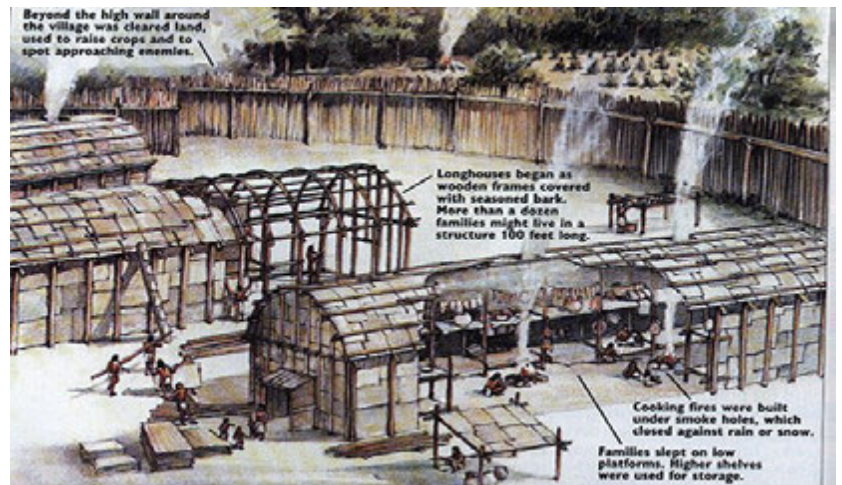 Beyond the high wall around
the village was cleared land,
used to raise crops and to
spot approaching enemies.
Longhouses began as
wooden frames covered
with seasoned bark.
More than a dozen
families might live in a
structure 100 feet long.
Cooking fires were built
under smoke holes, which
closed against rain or snow.
Families slept on low
platforms. Higher shelves
were used for storage.